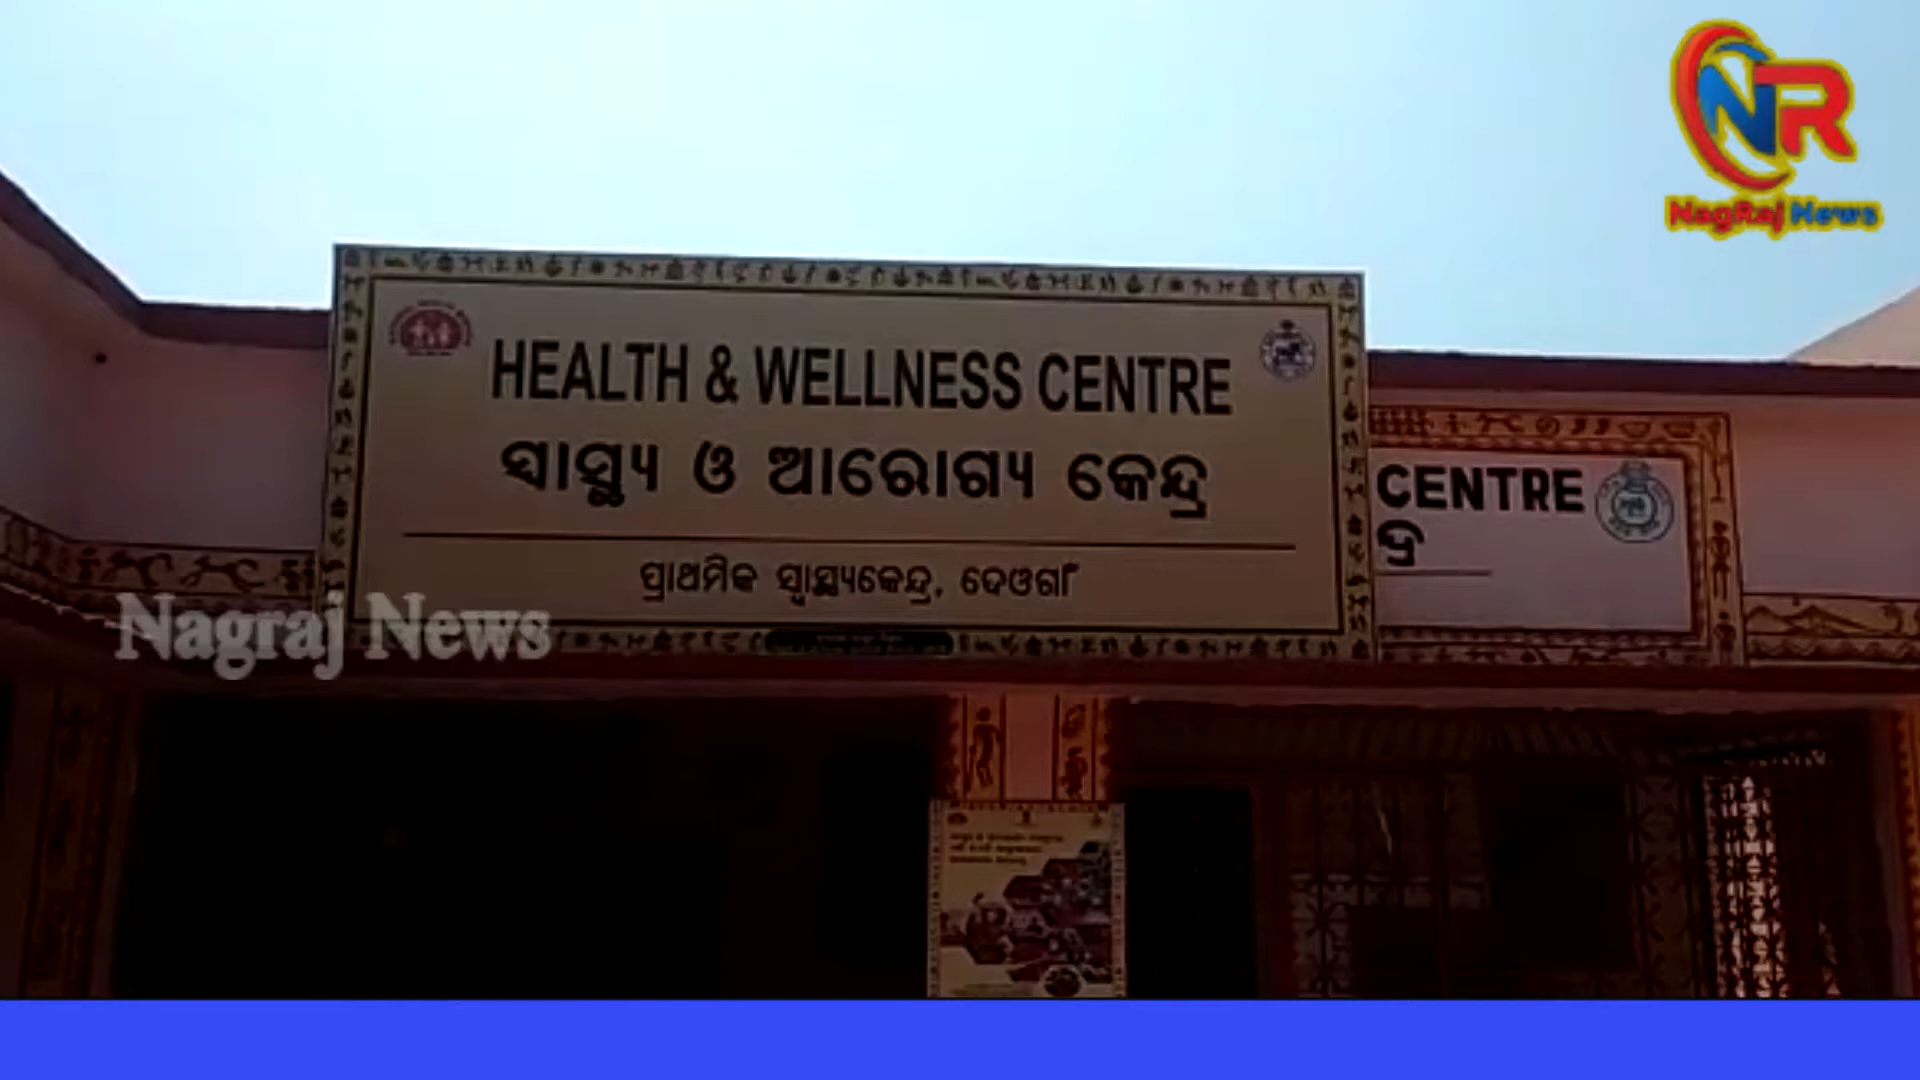 NR
NagRaj News
HEALTH & WELLNESS CENTRE
ସ୍ୱାସ୍ଥ୍ୟ ଓ ଆରୋଗ୍ୟ କେନ୍ଦ୍ର
ପ୍ରାଥମିକ ସ୍ୱାସ୍ଥ୍ୟକେନ୍ଦ୍ର, ଦେଓଗାଁ
CENTRE
ନ୍ଦ୍ର
Nagraj News